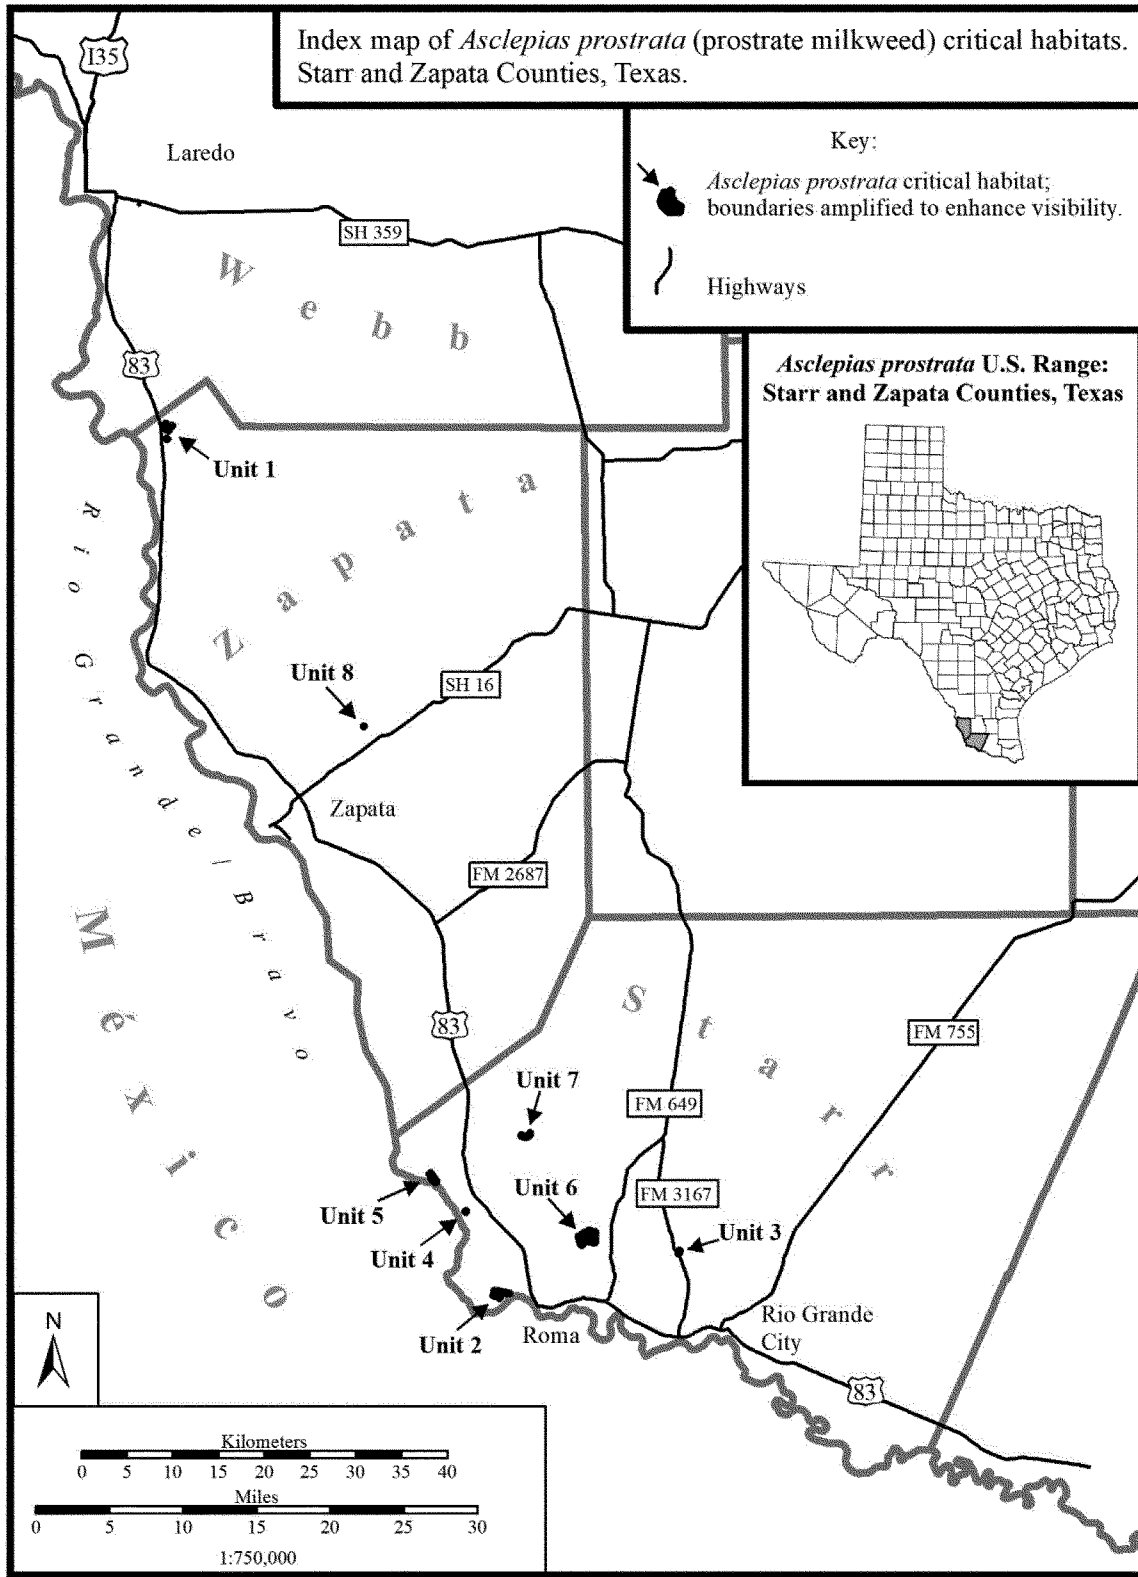 Index map of Asclepias prostrata (prostrate milkweed) critical habitats.
Starr and Zapata Counties, Texas.
I35
Key:
Laredo
Asclepias prostrata critical habitat;
boundaries amplified to enhance visibility.
SH 359
Webb
Highways
83
Asclepias prostrata U.S. Range:
Starr and Zapata Counties, Texas
Unit 1
Zapata
Rio Grande/Bravo
Unit 8
SH 16
Zapata
FM 2687
México
Starr
83
FM 755
Unit 7
FM 649
Unit 6
FM 3167
Unit 5
Unit 3
Unit 4
Rio Grande
City
Unit 2
Roma
N
83
Kilometers
0 5 10 15 20 25 30 35 40
Miles
0 5 10 15 20 25 30
1:750,000